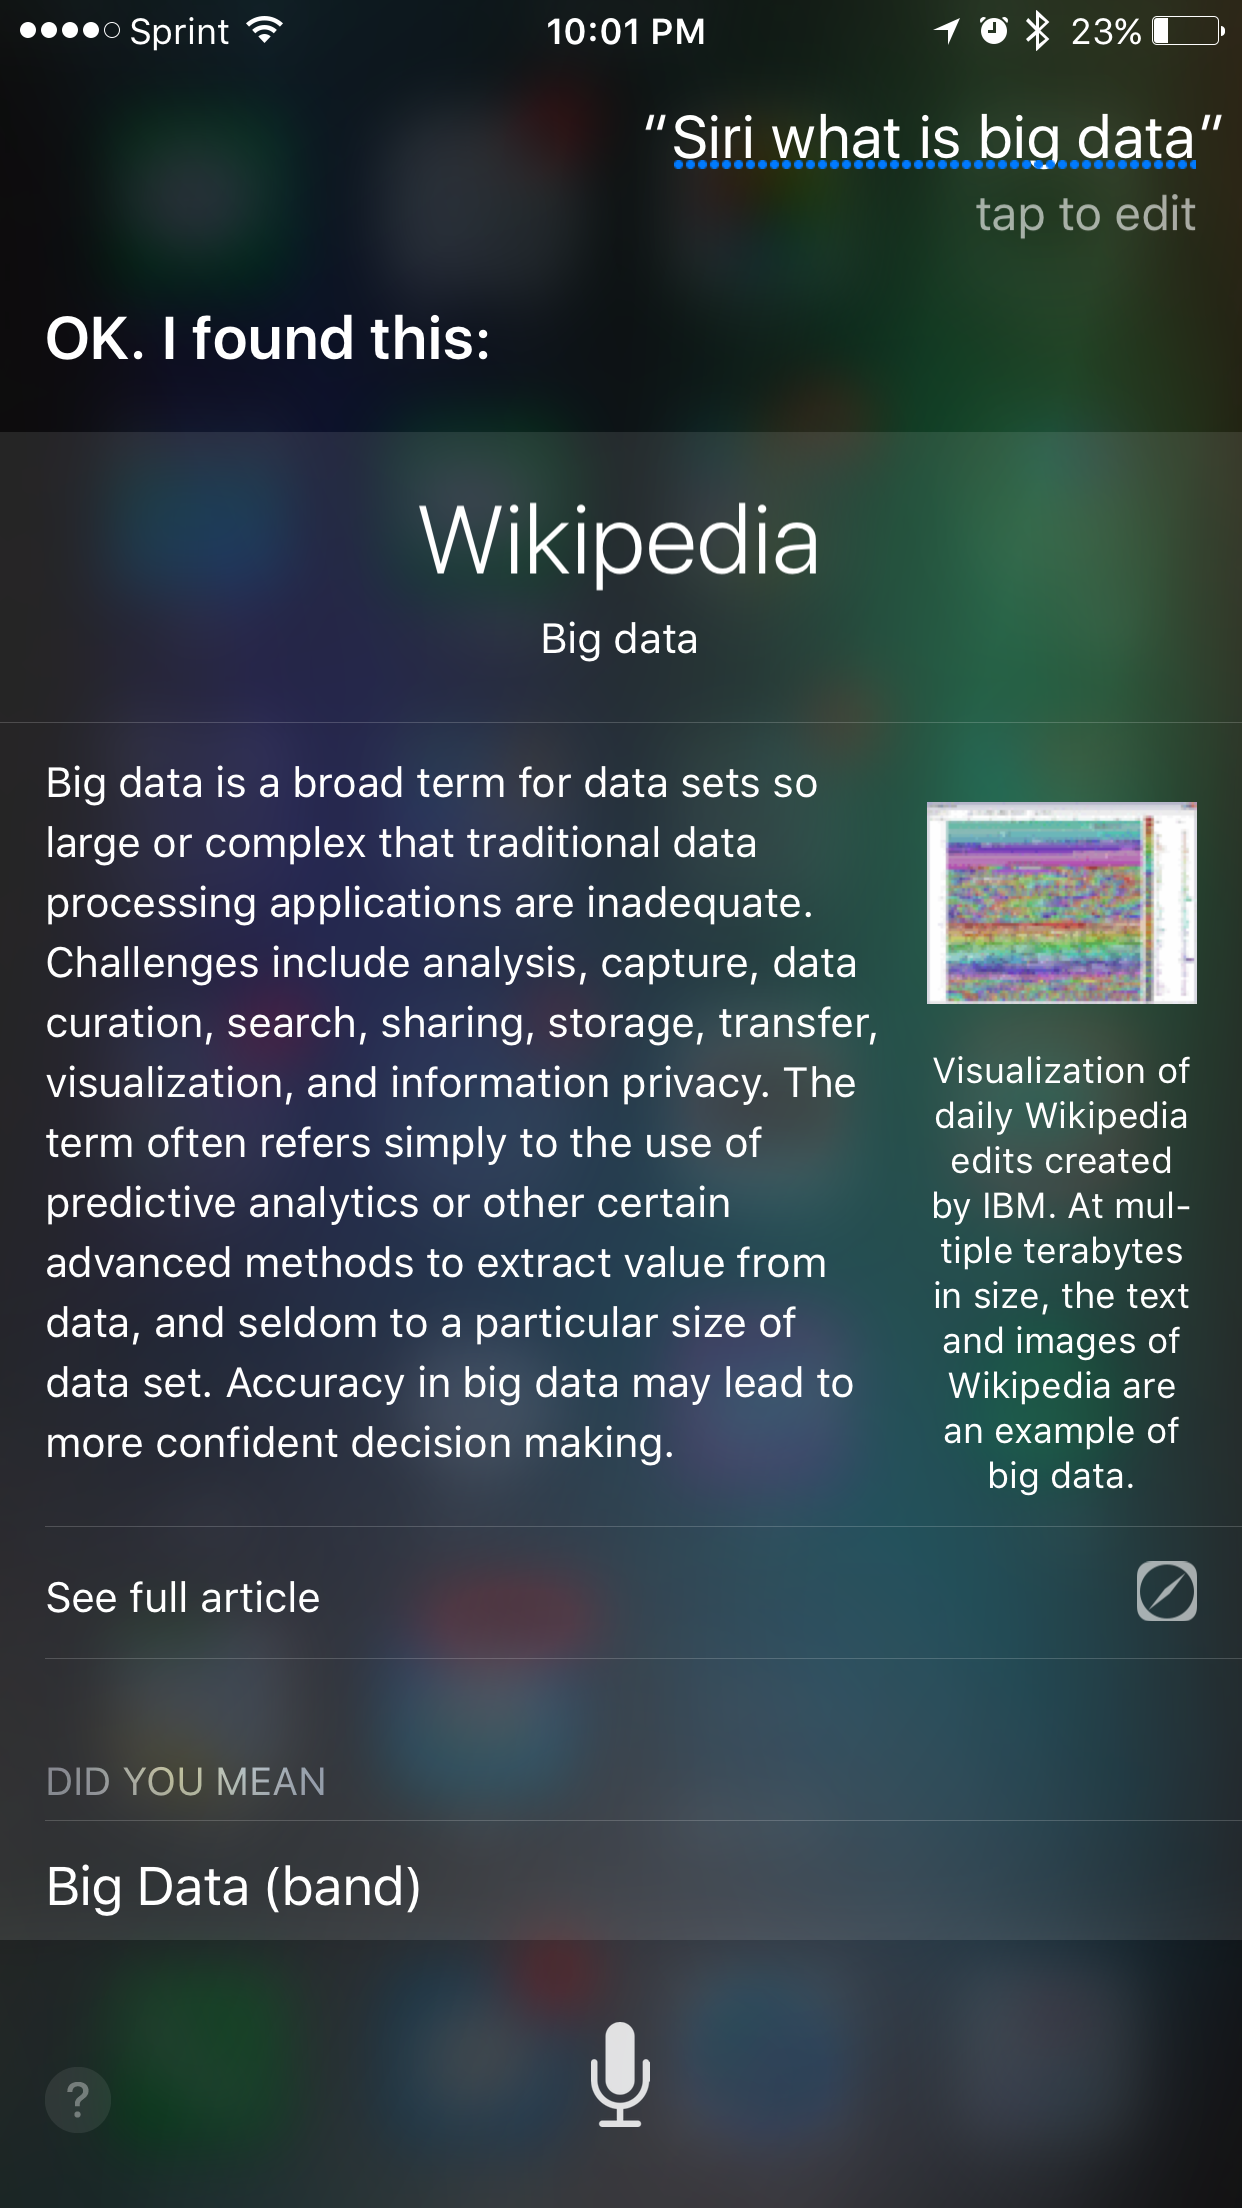 Sprint 10:01 PM 23%
“Siri what is big data”
tap to edit
OK. I found this:
Wikipedia
Big data
Big data is a broad term for data sets so
large or complex that traditional data
processing applications are inadequate.
Challenges include analysis, capture, data
curation, search, sharing, storage, transfer,
visualization, and information privacy. The
term often refers simply to the use of
predictive analytics or other certain
advanced methods to extract value from
data, and seldom to a particular size of
data set. Accuracy in big data may lead to
more confident decision making.
Visualization of
daily Wikipedia
edits created
by IBM. At mul-
tiple terabytes
in size, the text
and images of
Wikipedia are
an example of
big data.
See full article
DID YOU MEAN
Big Data (band)
?